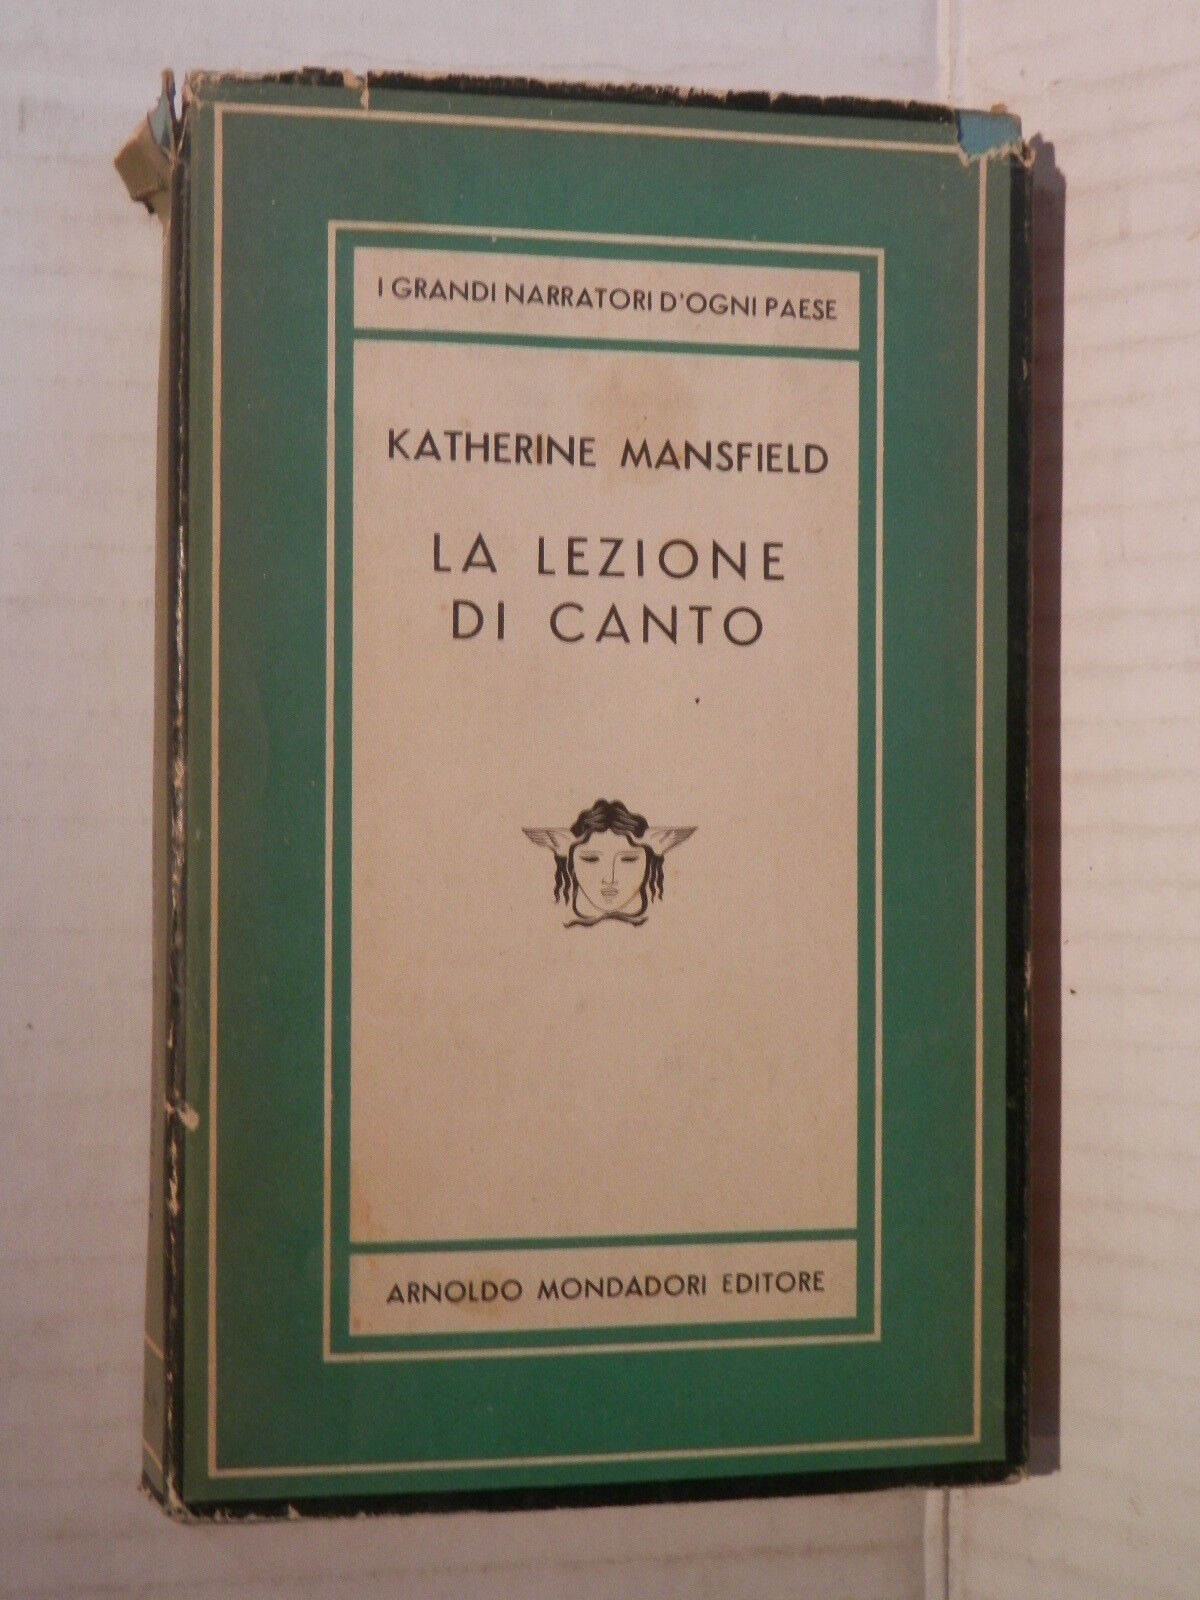 I GRANDI NARRATORI D'OGNI PAESE
KATHERINE MANSFIELD
LA LEZIONE
DI CANTO
ARNOLDO MONDADORI EDITORE